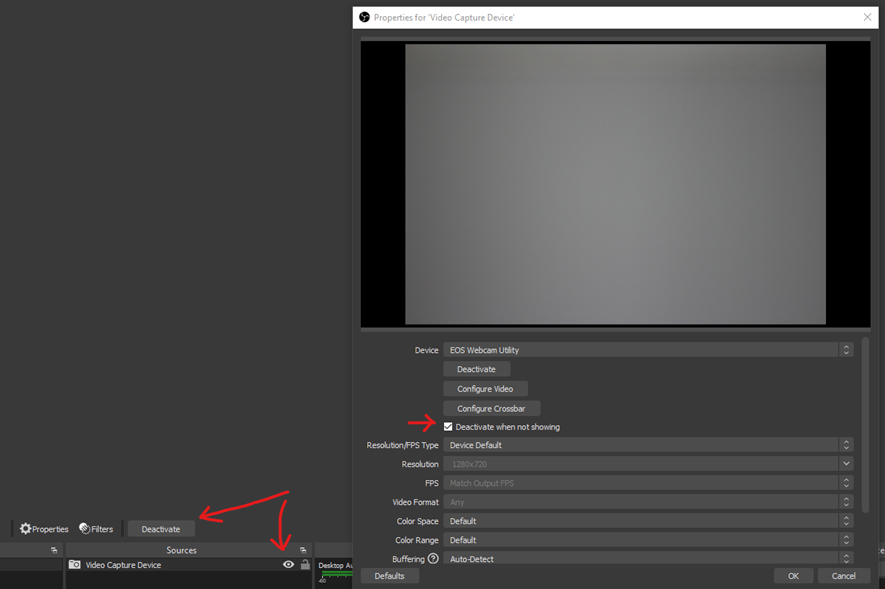 Properties for 'Video Capture Device'
Device EOS Webcam Utility
Deactivate
Configure Video
Configure Crossbar
Deactivate when not showing
Resolution/FPS Type Device Default
Resolution 1280x720
FPS Match Output FPS
Video Format Any
Color Space Default
Color Range Default
Buffering ? Auto-Detect
Defaults OK Cancel
Properties Filters Deactivate
Sources
Video Capture Device
Desktop Au
-60